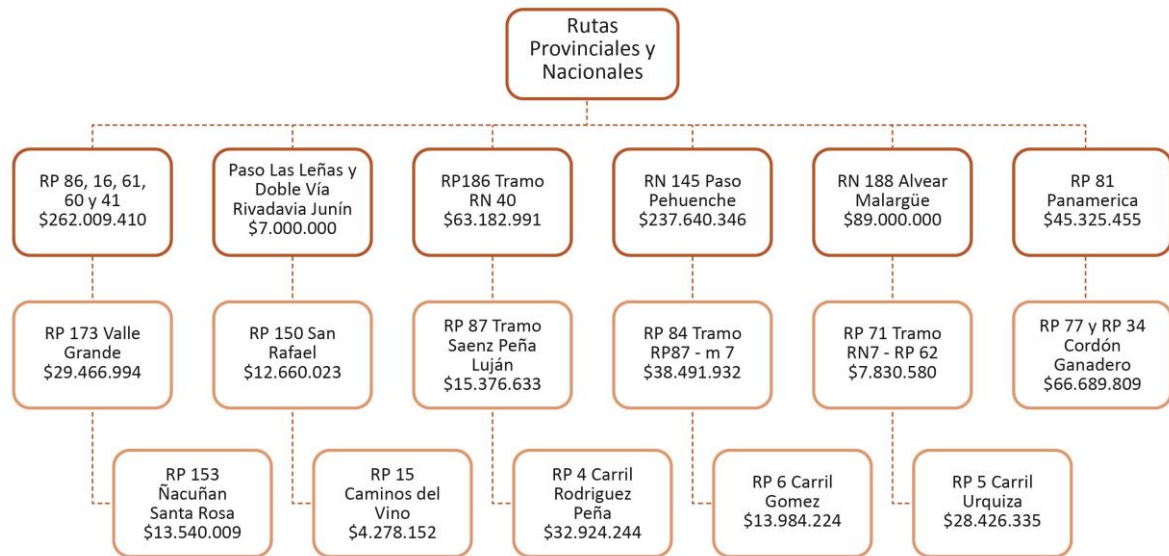 Rutas
Provinciales y
Nacionales
RP 86, 16, 61,
60 y 41
$262.009.410
Paso Las Leñas y
Doble Vía
Rivadavia Junín
$7.000.000
RP186 Tramo
RN 40
$63.182.991
RN 145 Paso
Pehuenche
$237.640.346
RN 188 Alvear
Malargüe
$89.000.000
RP 81
Panamerica
$45.325.455
RP 173 Valle
Grande
$29.466.994
RP 150 San
Rafael
$12.660.023
RP 87 Tramo
Saenz Peña
Luján
$15.376.633
RP 84 Tramo
RP87 - m 7
$38.491.932
RP 71 Tramo
RN7 - RP 62
$7.830.580
RP 77 y RP 34
Cordón
Ganadero
$66.689.809
RP 153
Ñacuñan
Santa Rosa
$13.540.009
RP 15
Caminos del
Vino
$4.278.152
RP 4 Carril
Rodriguez
Peña
$32.924.244
RP 6 Carril
Gomez
$13.984.224
RP 5 Carril
Urquiza
$28.426.335